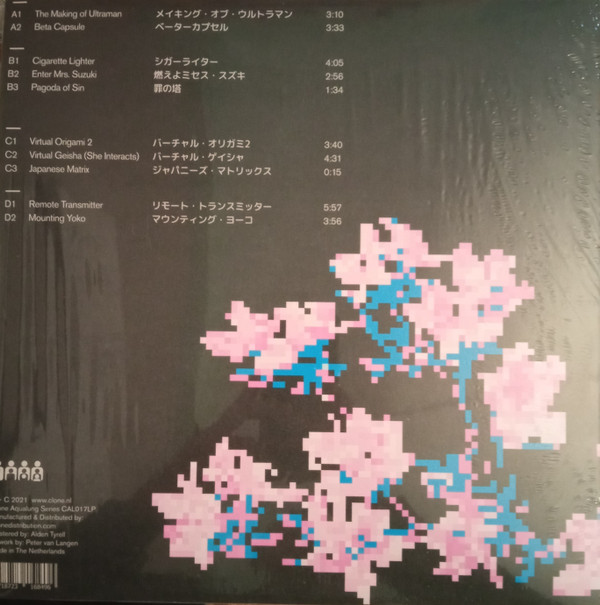 A1 The Making of Ultraman メイキング・オブ・ウルトラマン 3:10
A2 Beta Capsule ベーターカプセル 3:33
B1 Cigarette Lighter シガーライター 4:05
B2 Enter Mrs. Suzuki 燃えよミセス・スズキ 2:56
B3 Pagoda of Sin 罪の塔 1:34
C1 Virtual Origami 2 バーチャル・オリガミ2 3:40
C2 Virtual Geisha (She Interacts) バーチャル・ゲイシャ 4:31
C3 Japanese Matrix ジャパニーズ・マトリックス 0:15
D1 Remote Transmitter リモート・トランスミッター 5:57
D2 Mounting Yoko マウンティング・ヨーコ 3:56
C 2021 www.clone.nl
Aqualung Series CAL017LP
& Distributed by:
by: Alden Tyrell
by: Peter van Langen
in The Netherlands